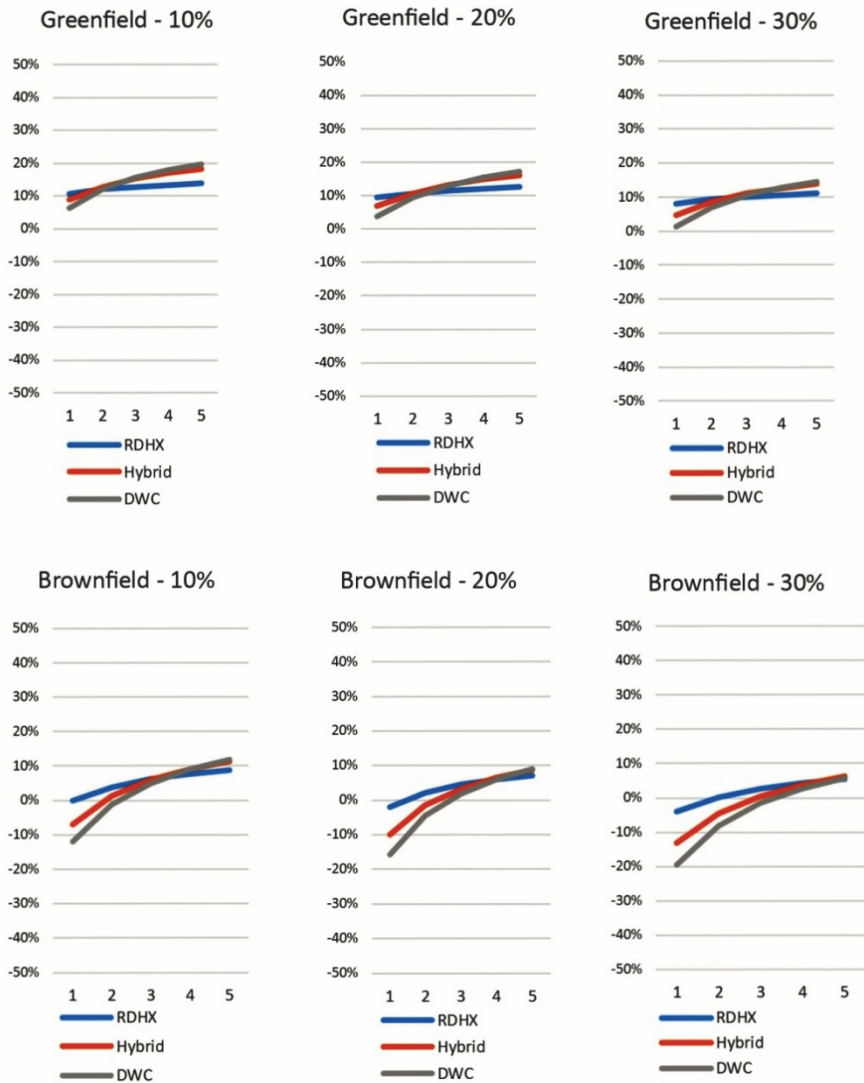 Greenfield - 10%
50%
40%
30%
20%
10%
0%
-10%
-20%
-30%
-40%
-50%
1 2 3 4 5
RDHX
Hybrid
DWC
Greenfield - 20%
50%
40%
30%
20%
10%
0%
-10%
-20%
-30%
-40%
-50%
1 2 3 4 5
RDHX
Hybrid
DWC
Greenfield - 30%
50%
40%
30%
20%
10%
0%
-10%
-20%
-30%
-40%
-50%
1 2 3 4 5
RDHX
Hybrid
DWC
Brownfield - 10%
50%
40%
30%
20%
10%
0%
-10%
-20%
-30%
-40%
-50%
1 2 3 4 5
RDHX
Hybrid
DWC
Brownfield - 20%
50%
40%
30%
20%
10%
0%
-10%
-20%
-30%
-40%
-50%
1 2 3 4 5
RDHX
Hybrid
DWC
Brownfield - 30%
50%
40%
30%
20%
10%
0%
-10%
-20%
-30%
-40%
-50%
1 2 3 4 5
RDHX
Hybrid
DWC